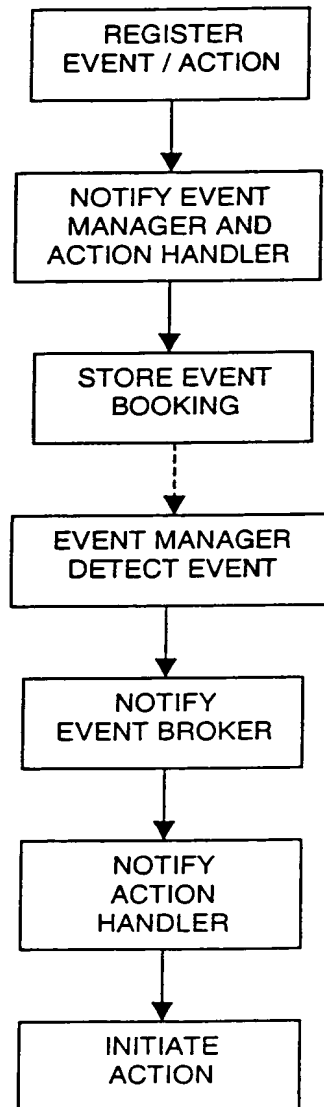 REGISTER
EVENT / ACTION
NOTIFY EVENT
MANAGER AND
ACTION HANDLER
STORE EVENT
BOOKING
EVENT MANAGER
DETECT EVENT
NOTIFY
EVENT BROKER
NOTIFY
ACTION
HANDLER
INITIATE
ACTION